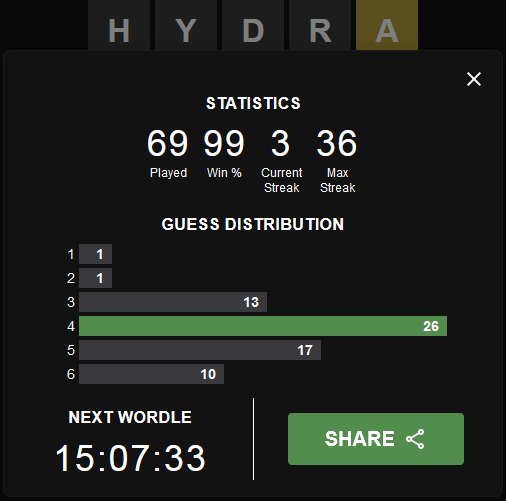 H Y D R A
STATISTICS
69 99 3 36
Played Win % Current Streak Max Streak
GUESS DISTRIBUTION
1 1
2 1
3 13
4 26
5 17
6 10
NEXT WORDLE
15:07:33
SHARE